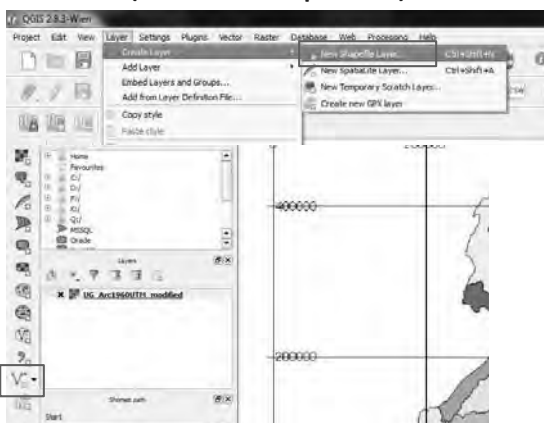 QGIS 2.8.3-Wien
Project Edit View Layer Settings Plugins Vector Raster Database Web Processing Help
Create Layer
New Shapefile Layer... Ctrl+Shift+N
Add Layer
New SpatiaLite Layer... Ctrl+Shift+A
Embed Layers and Groups...
New Temporary Scratch Layer...
Add from Layer Definition File...
Create new GPX layer
CSW
Copy style
Paste style
Home
Favourites
C:/
D:/
F:/
K:/
Q:/
MSSQL
Oracle
Layers
UG_Arc1960UTM_modified
400000
200000
Shortest path
Start